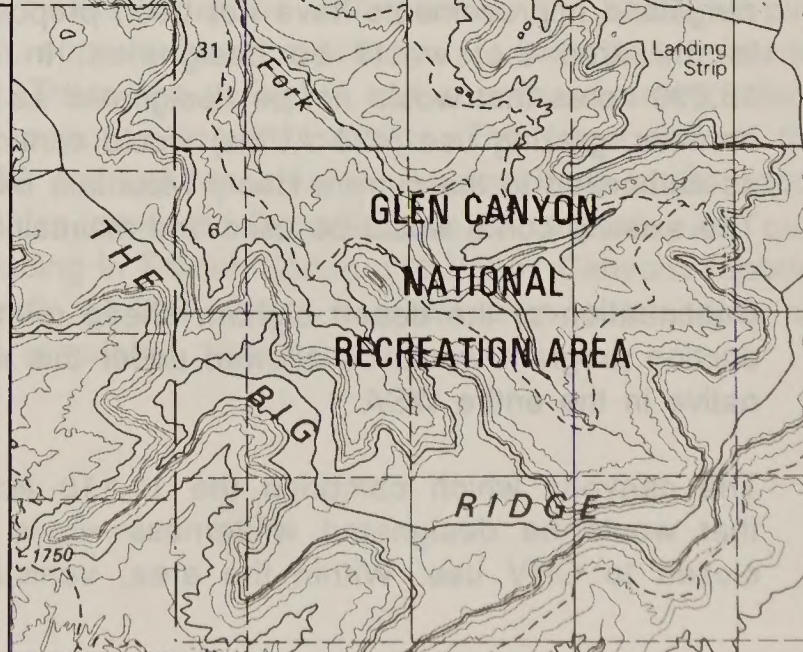 31
Fork
Landing
Strip
GLEN CANYON
6
THE
NATIONAL
RECREATION AREA
BIG
RIDGE
1750